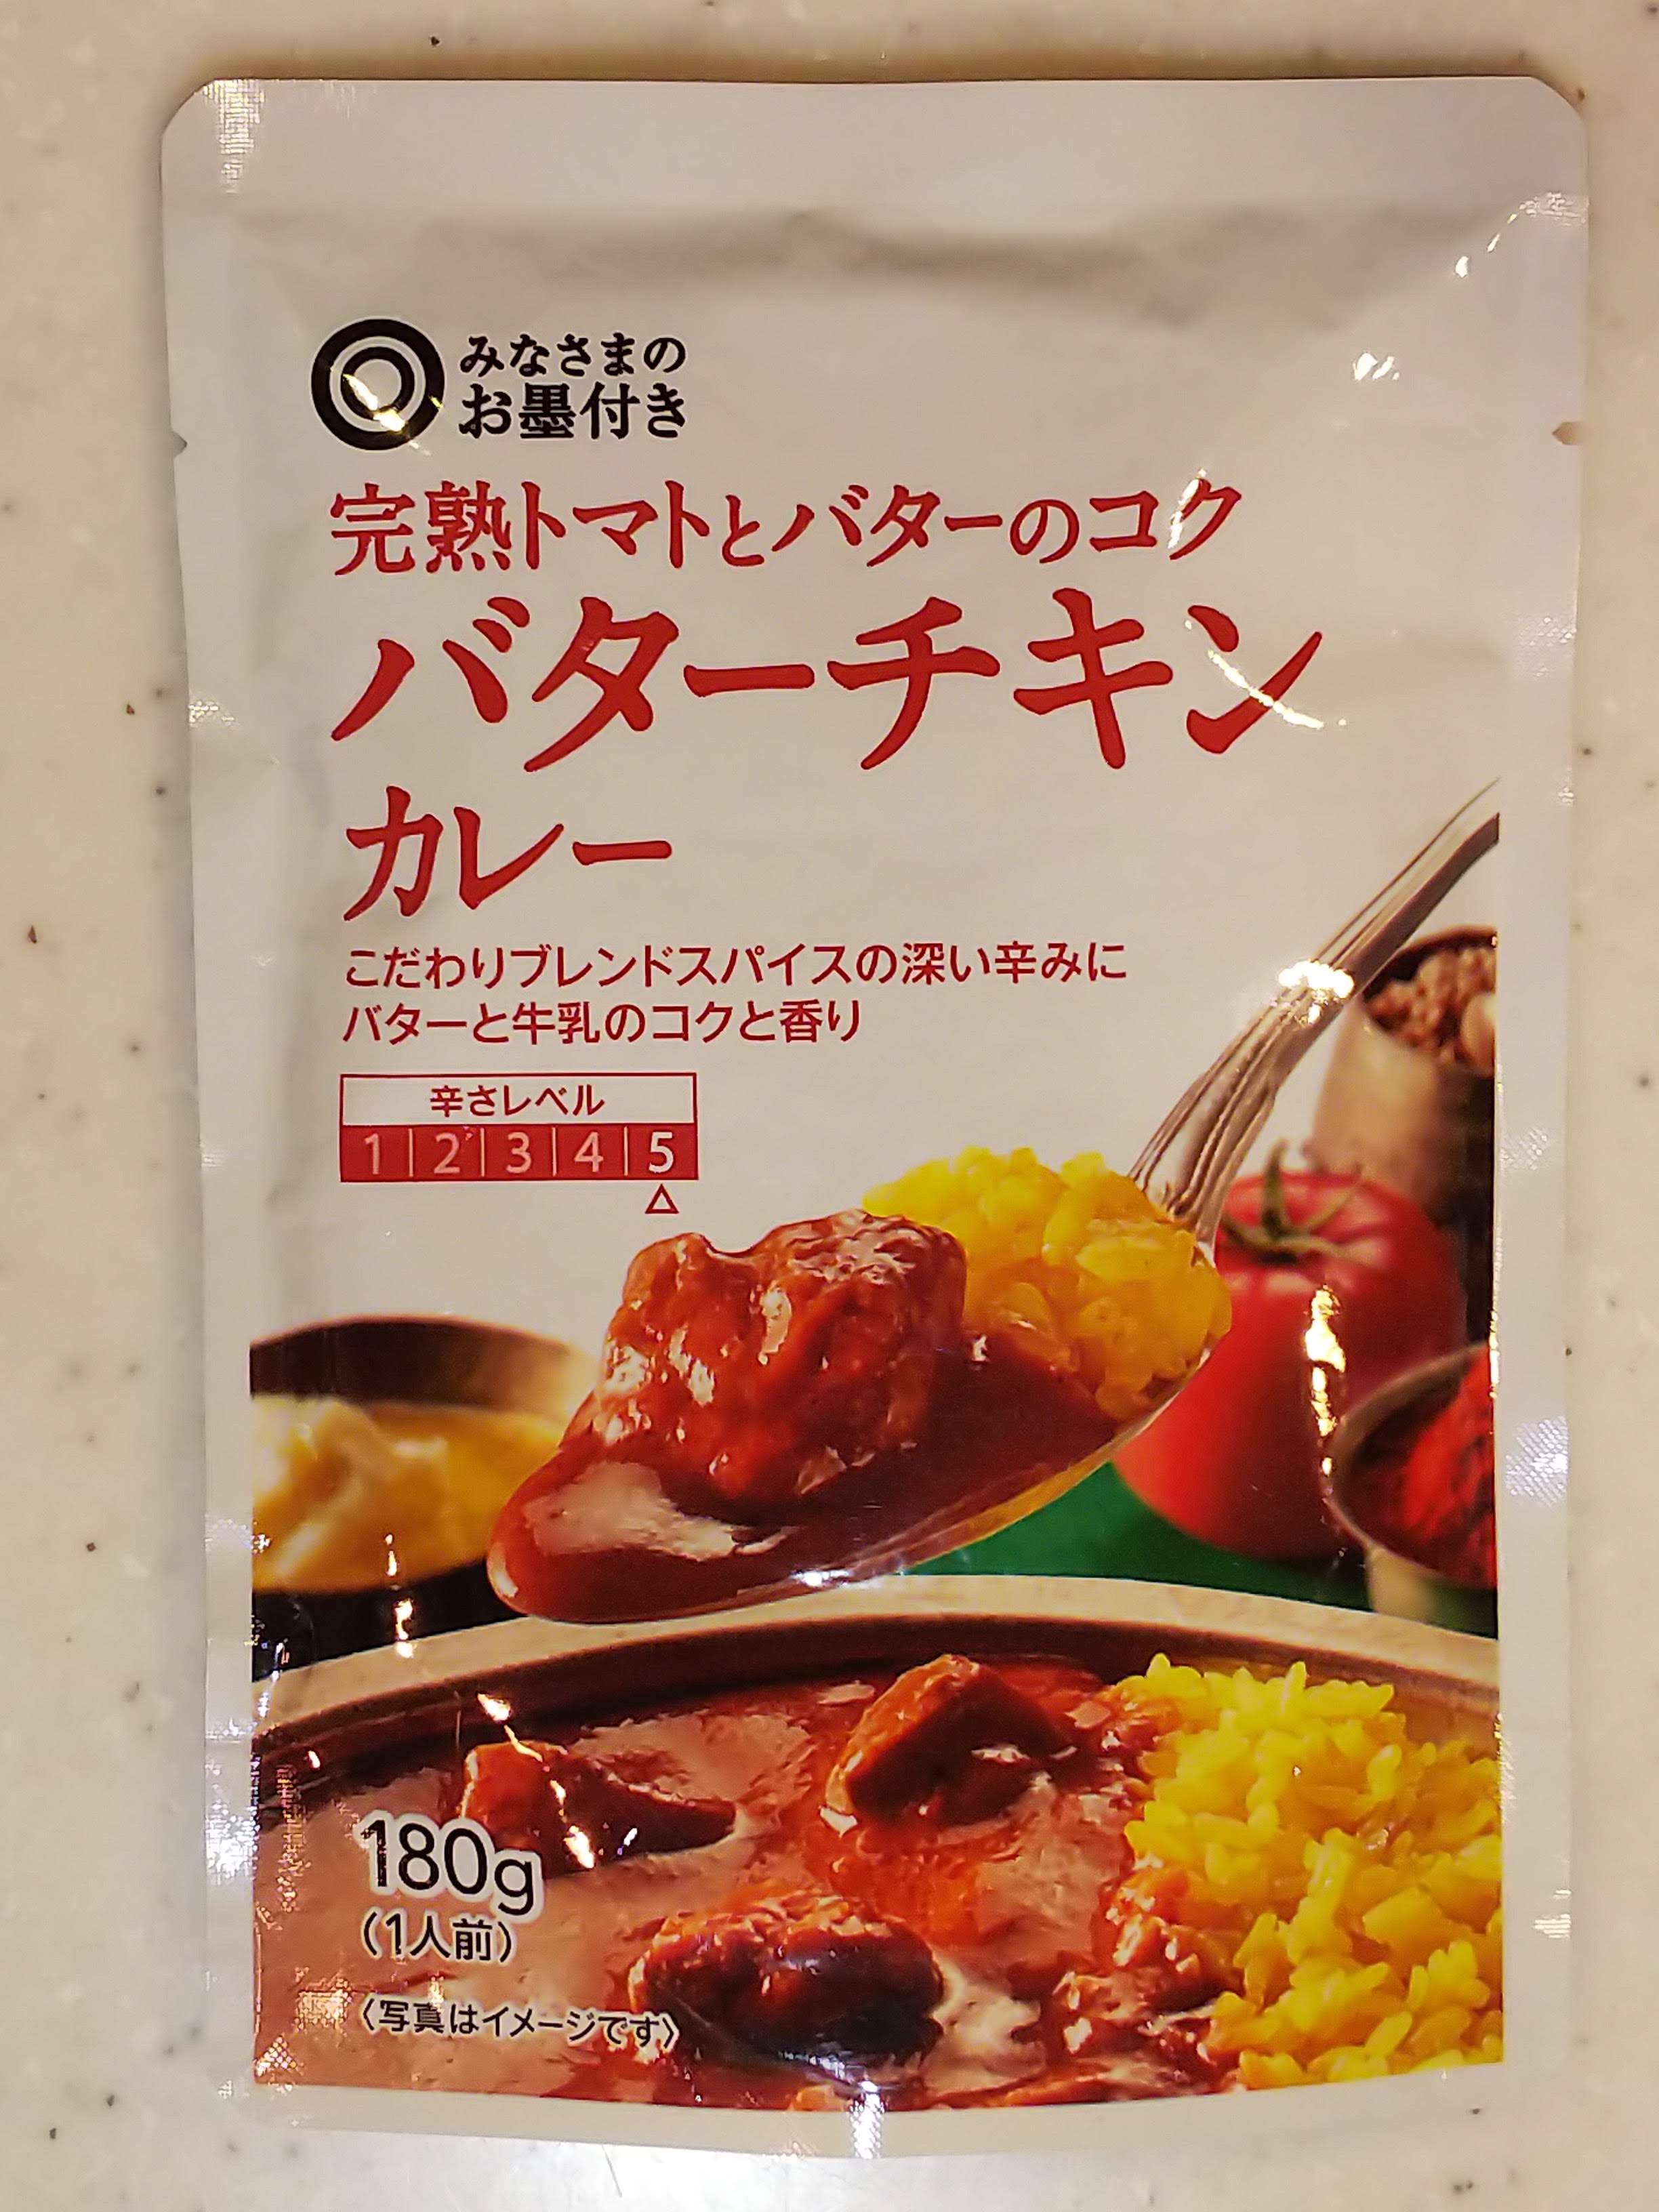 みなさまの
お墨付き
完熟トマトとバターのコク
バターチキン
カレー
こだわりブレンドスパイスの深い辛みに
バターと牛乳のコクと香り
辛さレベル
1 2 3 4 5
180g
(1人前)
〈写真はイメージです〉